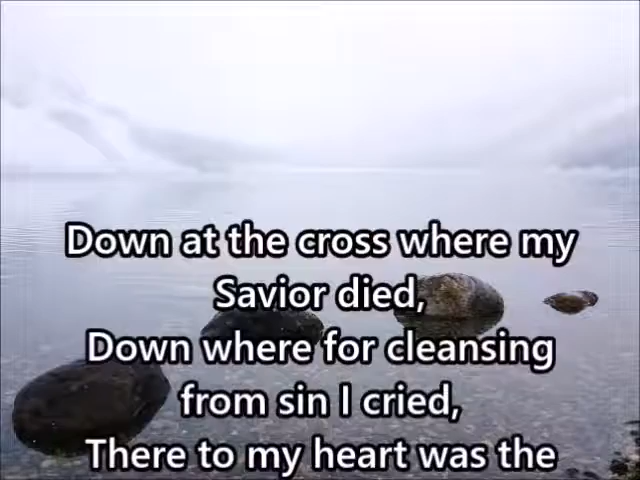 Down at the cross where my
Savior died,
Down where for cleansing
from sin I cried,
There to my heart was the